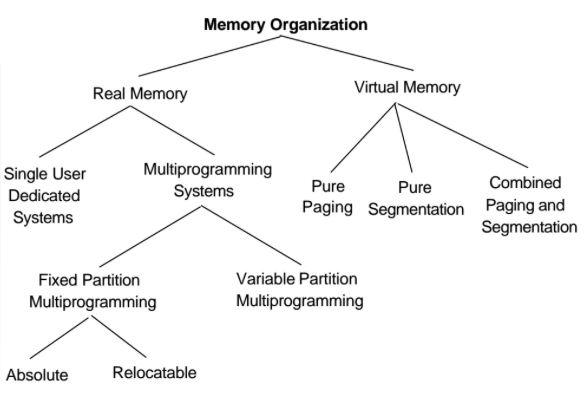 Memory Organization
Real Memory
Virtual Memory
Single User
Dedicated
Systems
Multiprogramming
Systems
Pure
Paging
Pure
Segmentation
Combined
Paging and
Segmentation
Fixed Partition
Multiprogramming
Variable Partition
Multiprogramming
Absolute
Relocatable